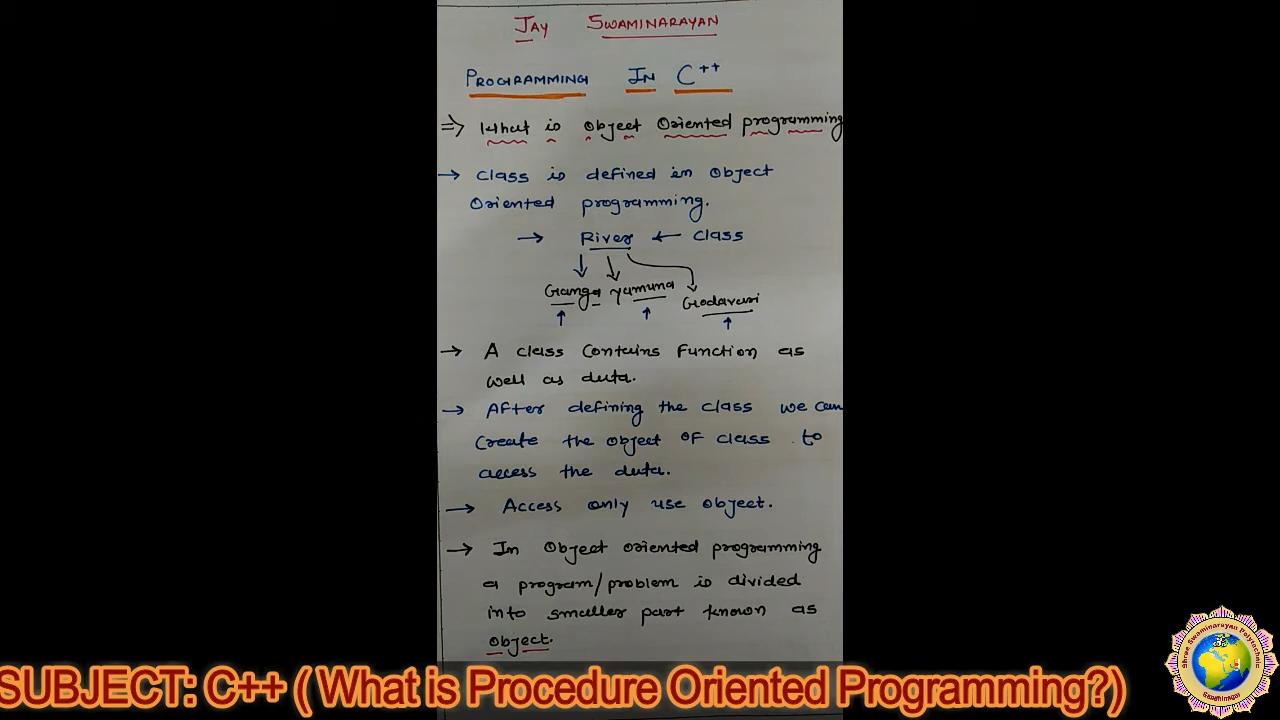 JAY SWAMINARAYAN
PROGRAMMING IN C++
⇒ What is object Oriented programming
→ Class is defined in Object
Oriented programming.
→ River ← Class
Ganga Yamuna Godavari
→ A class Contains Function as
well as data.
→ After defining the class we can
Create the object of class to
access the data.
→ Access only use object.
→ In Object oriented programming
a program/problem is divided
into smaller part known as
object.
SUBJECT: C++ ( What is Procedure Oriented Programming?)
Shree Swaminarayan
Gandhinagar